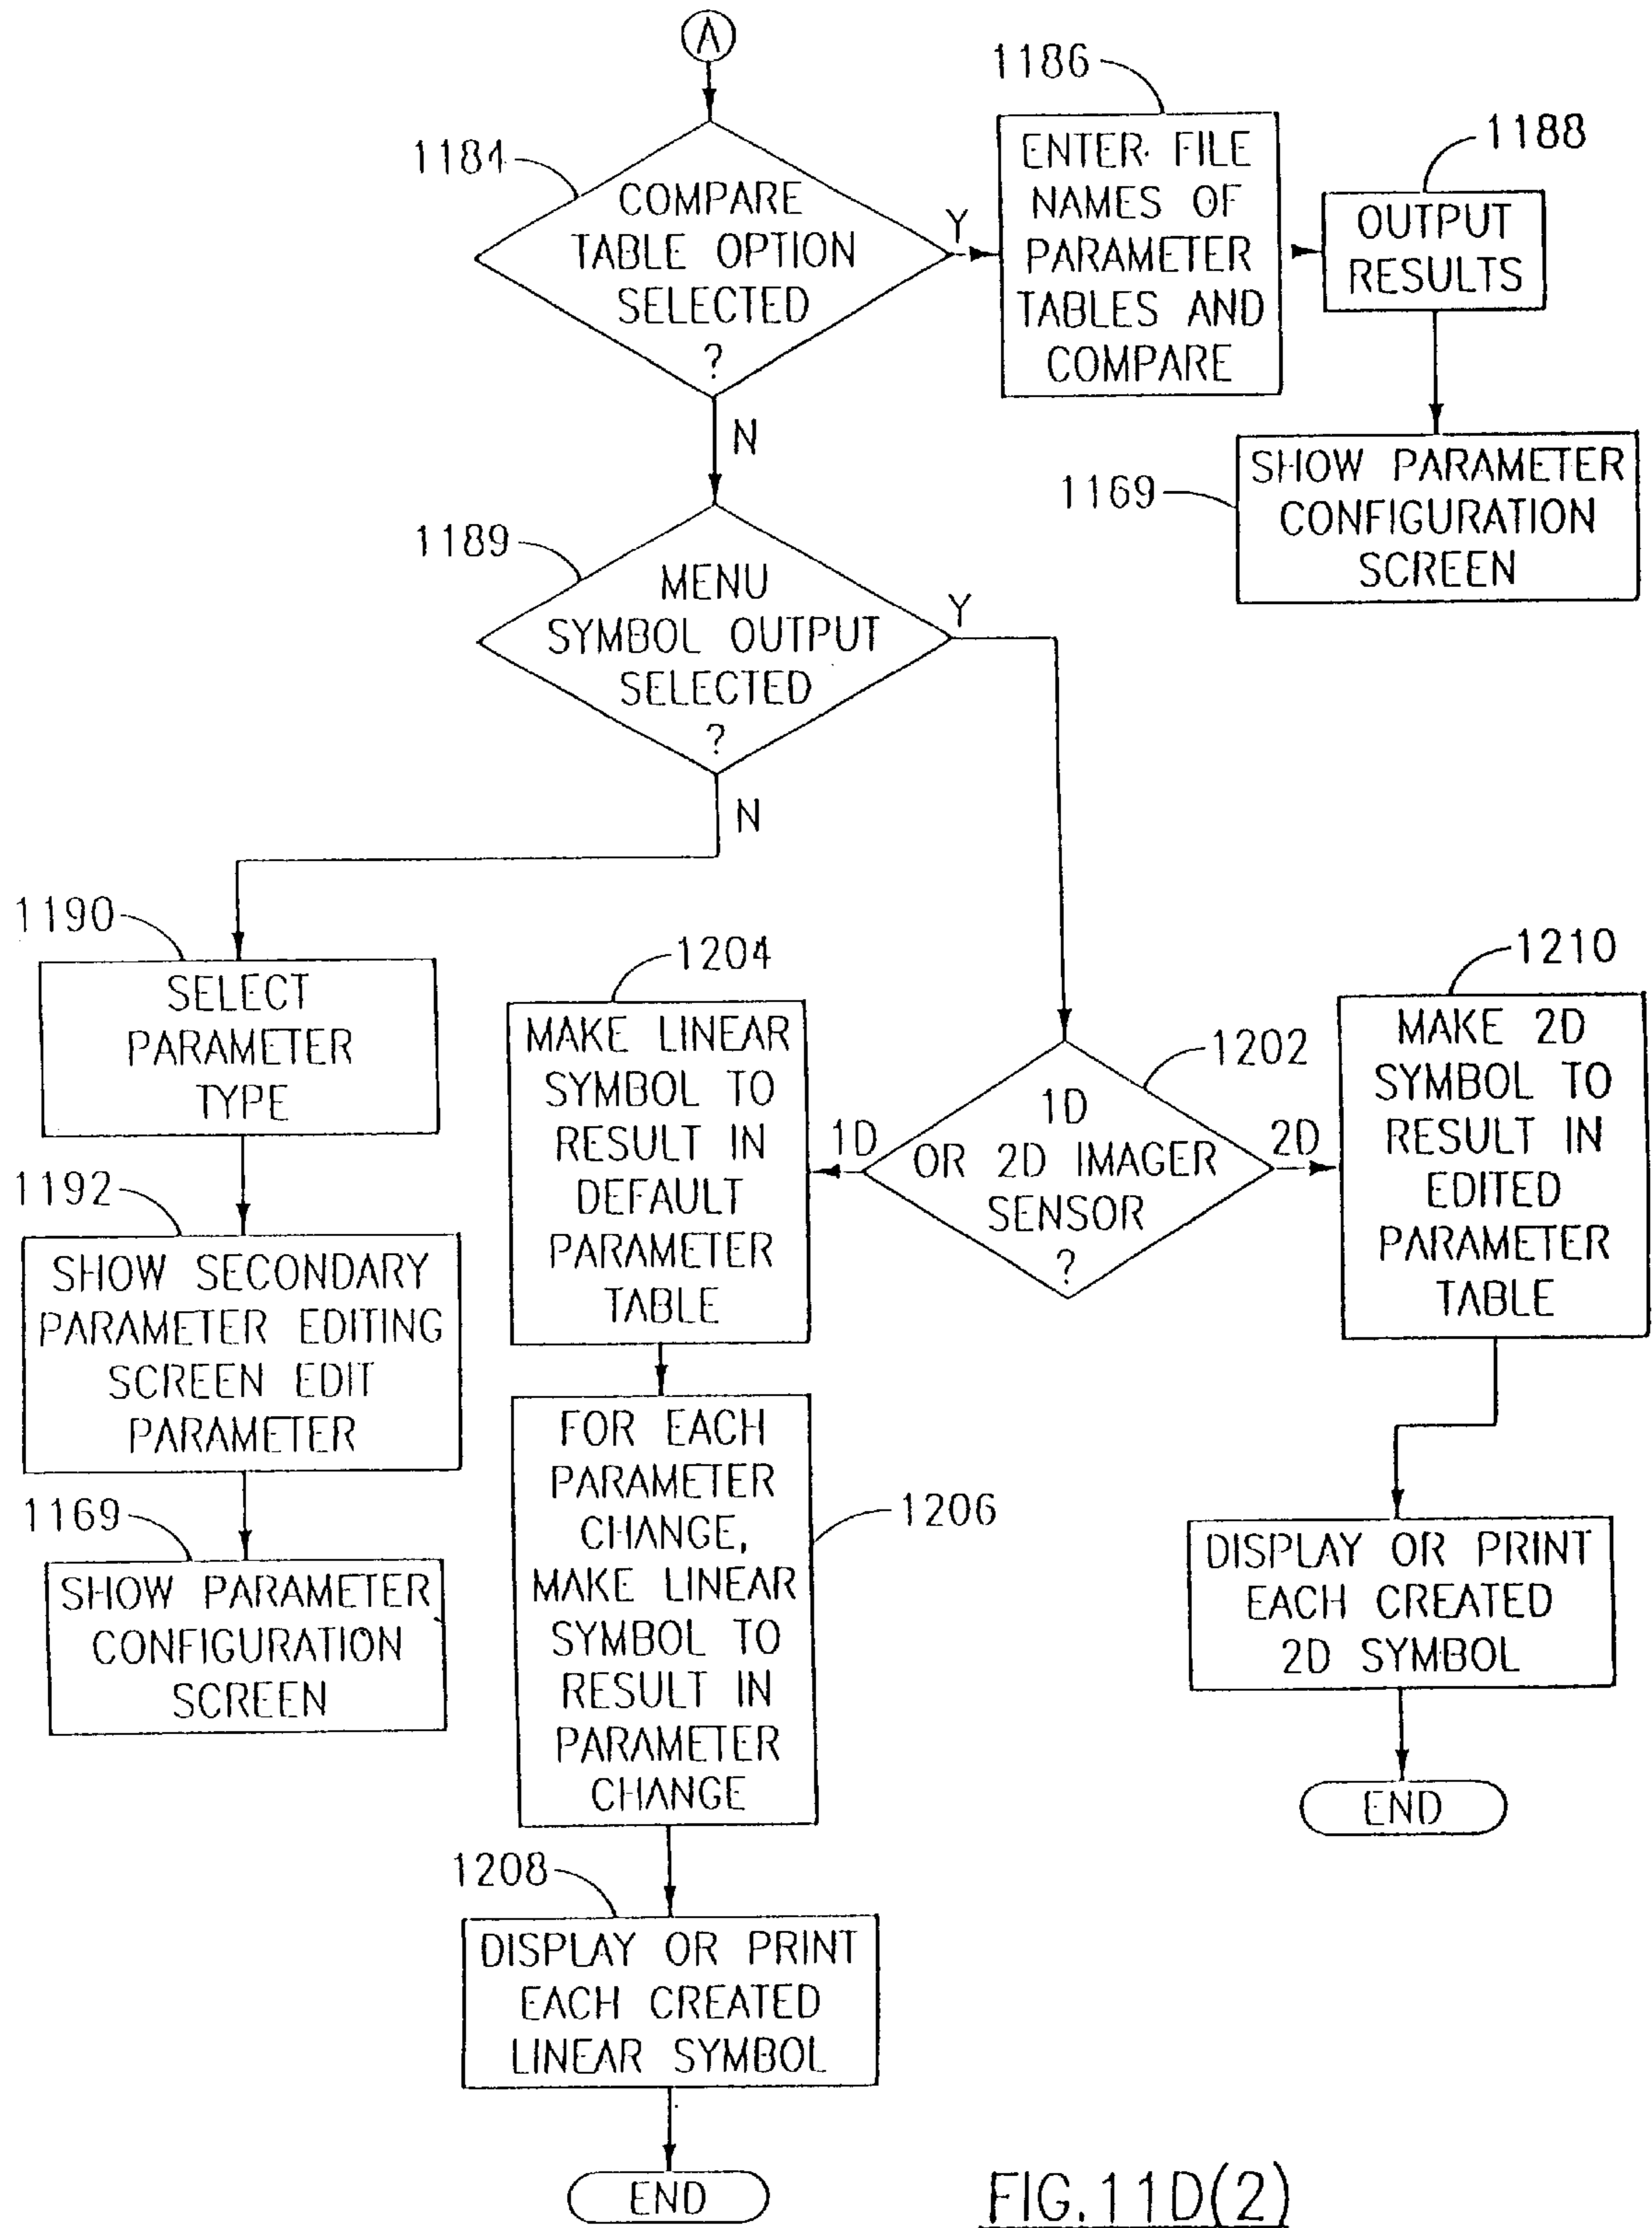 A
1184
COMPARE
TABLE OPTION
SELECTED
?
Y
N
1186
ENTER FILE
NAMES OF
PARAMETER
TABLES AND
COMPARE
1188
OUTPUT
RESULTS
1169
SHOW PARAMETER
CONFIGURATION
SCREEN
1189
MENU
SYMBOL OUTPUT
SELECTED
?
Y
N
1190
SELECT
PARAMETER
TYPE
1192
SHOW SECONDARY
PARAMETER EDITING
SCREEN EDIT
PARAMETER
1169
SHOW PARAMETER
CONFIGURATION
SCREEN
1202
1D
OR 2D IMAGER
SENSOR
?
1D
2D
1204
MAKE LINEAR
SYMBOL TO
RESULT IN
DEFAULT
PARAMETER
TABLE
1206
FOR EACH
PARAMETER
CHANGE,
MAKE LINEAR
SYMBOL TO
RESULT IN
PARAMETER
CHANGE
1208
DISPLAY OR PRINT
EACH CREATED
LINEAR SYMBOL
END
1210
MAKE 2D
SYMBOL TO
RESULT IN
EDITED
PARAMETER
TABLE
DISPLAY OR PRINT
EACH CREATED
2D SYMBOL
END
FIG.11D(2)